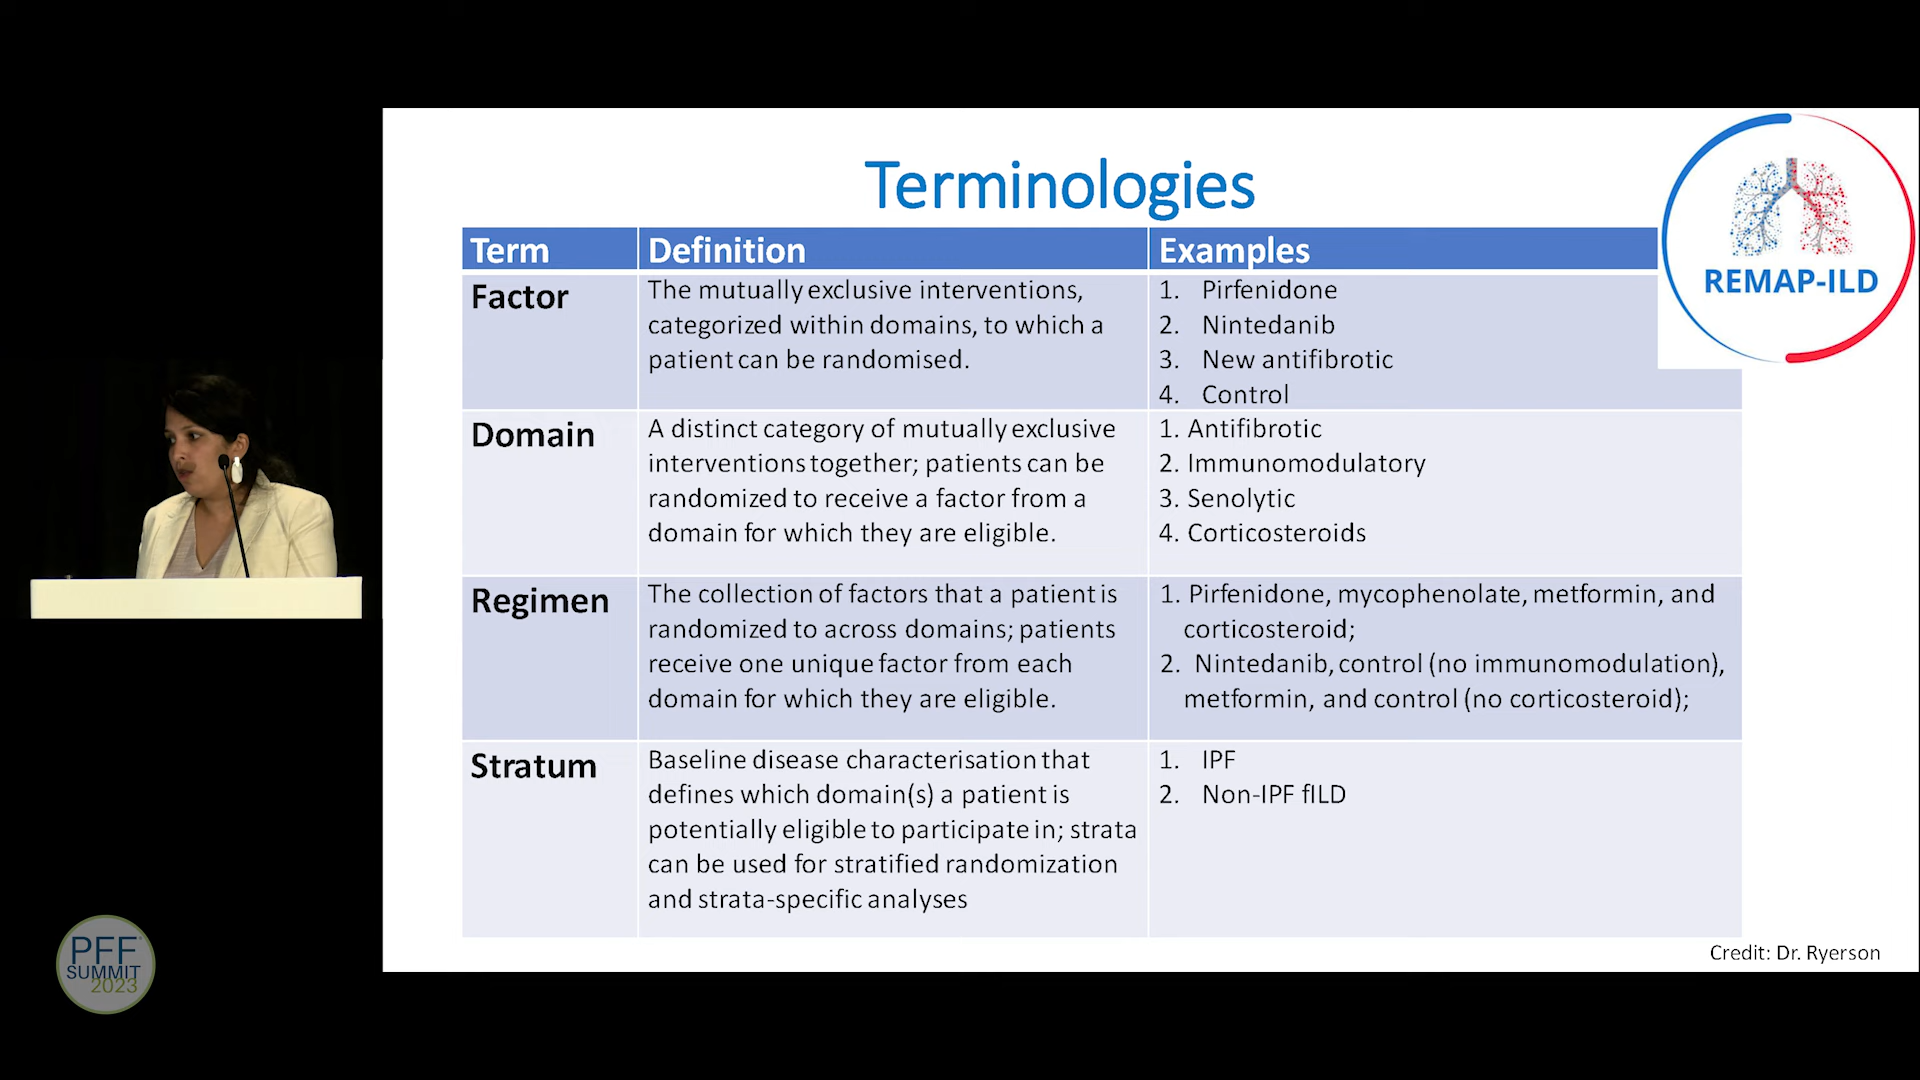 Terminologies
REMAP-ILD
Term
Definition
Examples
Factor
The mutually exclusive interventions,
categorized within domains, to which a
patient can be randomised.
1. Pirfenidone
2. Nintedanib
3. New antifibrotic
4. Control
Domain
A distinct category of mutually exclusive
interventions together; patients can be
randomized to receive a factor from a
domain for which they are eligible.
1. Antifibrotic
2. Immunomodulatory
3. Senolytic
4. Corticosteroids
Regimen
The collection of factors that a patient is
randomized to across domains; patients
receive one unique factor from each
domain for which they are eligible.
1. Pirfenidone, mycophenolate, metformin, and
corticosteroid;
2. Nintedanib, control (no immunomodulation),
metformin, and control (no corticosteroid);
Stratum
Baseline disease characterisation that
defines which domain(s) a patient is
potentially eligible to participate in; strata
can be used for stratified randomization
and strata-specific analyses
1. IPF
2. Non-IPF fILD
Credit: Dr. Ryerson
PFF
SUMMIT
2023